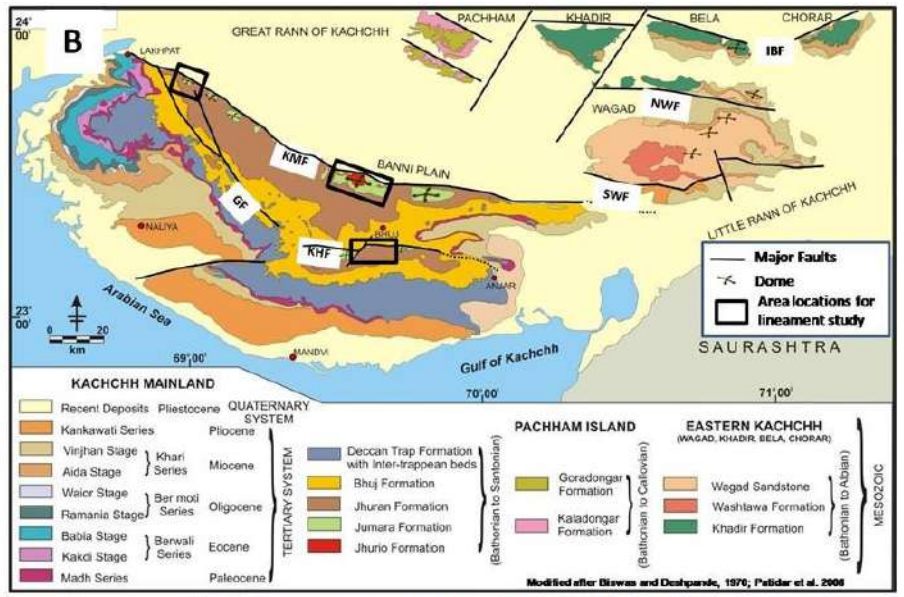 B
24°
00'
GREAT RANN OF KACHCHH
PACHHAM
KHADIR
BELA
CHORAR
IBF
LAKHPAT
WAGAD
NWF
KMF
BANNI PLAIN
SWF
GF
LITTLE RANN OF KACHCHH
NALIYA
BHUJ
KHF
ANJAR
Major Faults
Dome
Area locations for
lineament study
Arabian Sea
23°
00'
0 20
km
MANDVI
Gulf of Kachchh
SAURASHTRA
69°00'
70°00'
71°00'
KACHCHH MAINLAND
Recent Deposits Pliestocene
QUATERNARY
SYSTEM
Kankawati Series Pliocene
Vinjhan Stage
Aida Stage
Khari
Series
Miocene
Waior Stage
Ramania Stage
Bermoti
Series
Oligocene
Babia Stage
Kakdi Stage
Berwali
Series
Eocene
Madh Series Paleocene
TERTIARY SYSTEM
Deccan Trap Formation
with Inter-trappean beds
Bhuj Formation
Jhuran Formation
Jumara Formation
Jhurio Formation
(Bathonian to Santonian)
PACHHAM ISLAND
Goradongar
Formation
Kaladongar
Formation
(Bathonian to Callovian)
EASTERN KACHCHH
(WAGAD, KHADIR, BELA, CHORAR)
Wagad Sandstone
Washtawa Formation
Khadir Formation
(Bathonian to Albian)
MESOZOIC
Modified after Biswas and Deshpande, 1970; Patidar et al. 2008